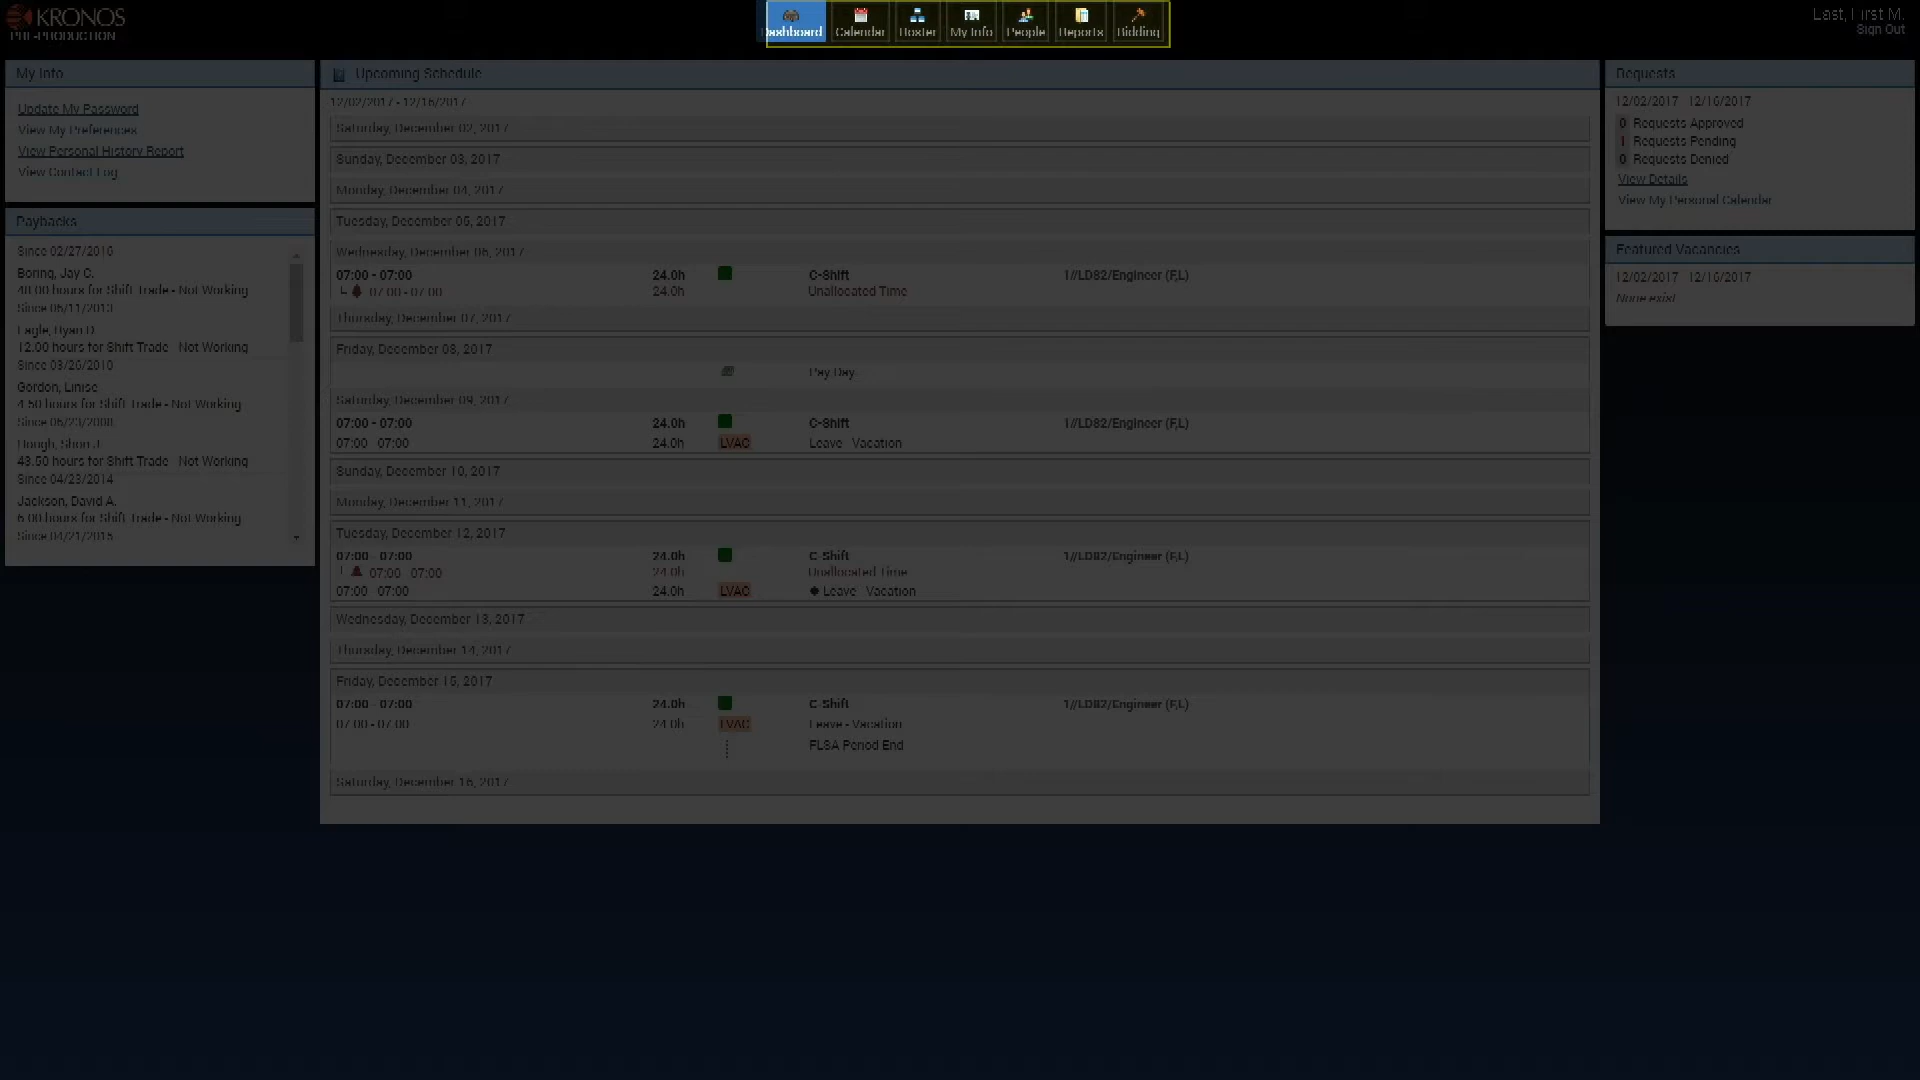 KRONOS
PRE-PRODUCTION
Dashboard
Calendar
Roster
My Info
People
Reports
Bidding
Last, First M.
Sign Out
My Info
Update My Password
View My Preferences
View Personal History Report
View Contact Log
Paybacks
Since 02/27/2016
Boring, Jay C.
48.00 hours for Shift Trade - Not Working
Since 05/11/2013
Eagle, Ryan D.
12.00 hours for Shift Trade - Not Working
Since 03/26/2010
Gordon, Linise
4.50 hours for Shift Trade - Not Working
Since 05/23/2008
Hough, Shon J.
43.50 hours for Shift Trade - Not Working
Since 04/23/2014
Jackson, David A.
6.00 hours for Shift Trade - Not Working
Since 04/21/2015
Upcoming Schedule
12/02/2017 - 12/16/2017
Saturday, December 02, 2017
Sunday, December 03, 2017
Monday, December 04, 2017
Tuesday, December 05, 2017
Wednesday, December 06, 2017
07:00 - 07:00 24.0h C-Shift 1//LD82/Engineer (F,L)
07:00 - 07:00 24.0h Unallocated Time
Thursday, December 07, 2017
Friday, December 08, 2017
Pay Day
Saturday, December 09, 2017
07:00 - 07:00 24.0h C-Shift 1//LD82/Engineer (F,L)
07:00 - 07:00 24.0h LVAC Leave - Vacation
Sunday, December 10, 2017
Monday, December 11, 2017
Tuesday, December 12, 2017
07:00 - 07:00 24.0h C-Shift 1//LD82/Engineer (F,L)
07:00 - 07:00 24.0h Unallocated Time
07:00 - 07:00 24.0h LVAC Leave - Vacation
Wednesday, December 13, 2017
Thursday, December 14, 2017
Friday, December 15, 2017
07:00 - 07:00 24.0h C-Shift 1//LD82/Engineer (F,L)
07:00 - 07:00 24.0h LVAC Leave - Vacation
FLSA Period End
Saturday, December 16, 2017
Requests
12/02/2017 - 12/16/2017
0 Requests Approved
1 Requests Pending
0 Requests Denied
View Details
View My Personal Calendar
Featured Vacancies
12/02/2017 - 12/16/2017
None exist